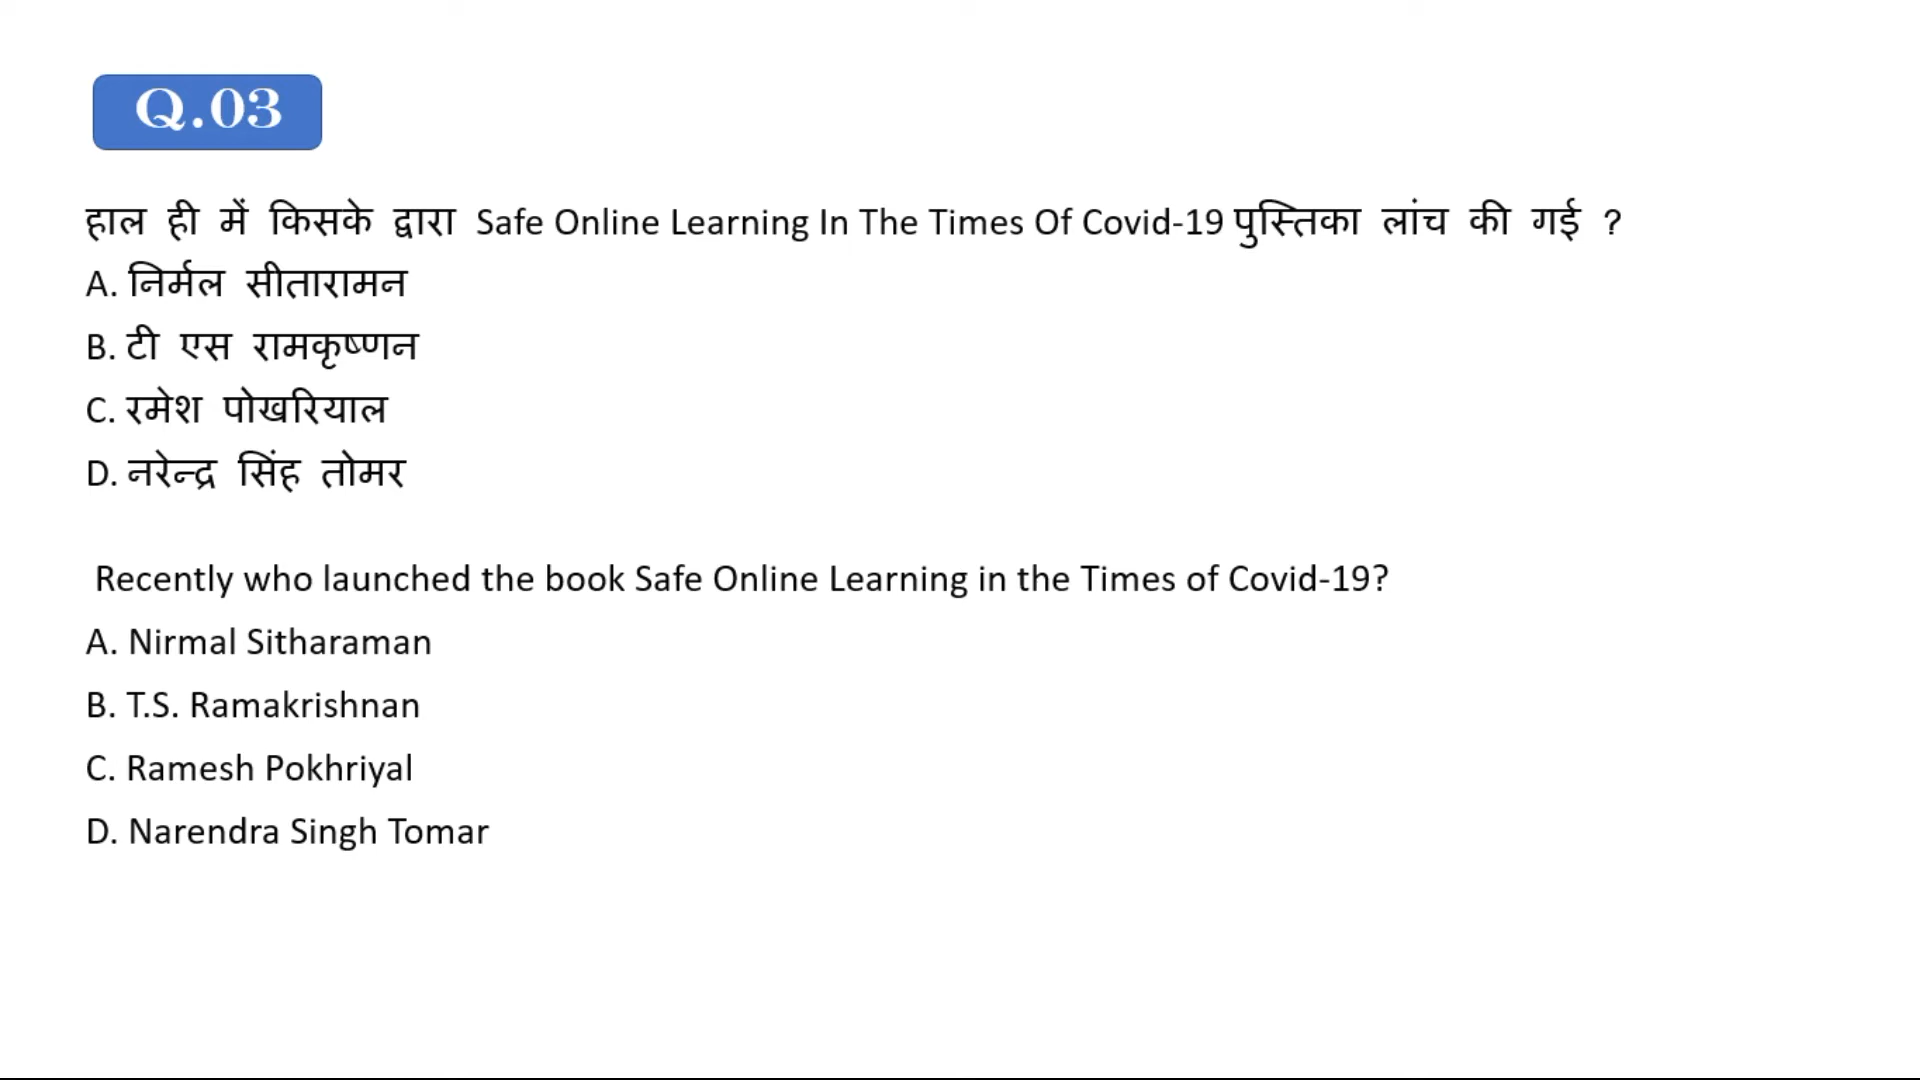 Q.03
हाल ही में किसके द्वारा Safe Online Learning In The Times Of Covid-19 पुस्तिका लांच की गई ?
A. निर्मल सीतारामन
B. टी एस रामकृष्णन
C. रमेश पोखरियाल
D. नरेन्द्र सिंह तोमर
Recently who launched the book Safe Online Learning in the Times of Covid-19?
A. Nirmal Sitharaman
B. T.S. Ramakrishnan
C. Ramesh Pokhriyal
D. Narendra Singh Tomar